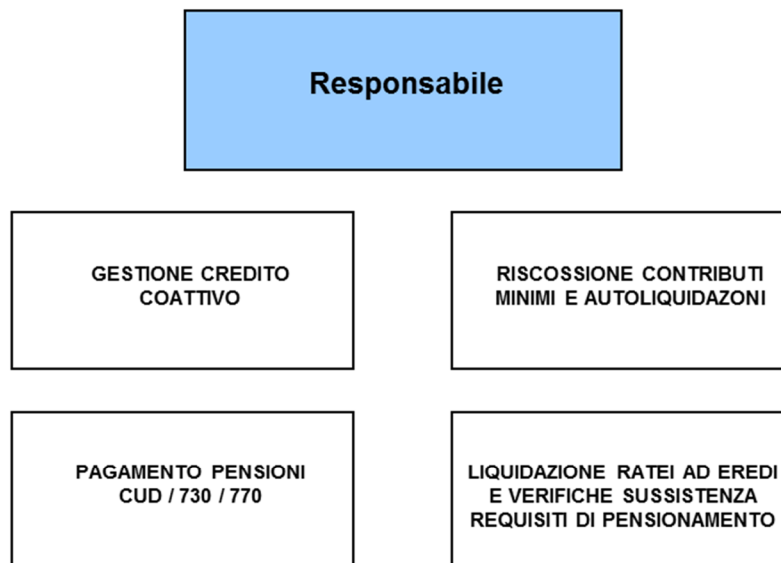 Responsabile
GESTIONE CREDITO
COATTIVO
RISCOSSIONE CONTRIBUTI
MINIMI E AUTOLIQUIDAZONI
PAGAMENTO PENSIONI
CUD / 730 / 770
LIQUIDAZIONE RATEI AD EREDI
E VERIFICHE SUSSISTENZA
REQUISITI DI PENSIONAMENTO